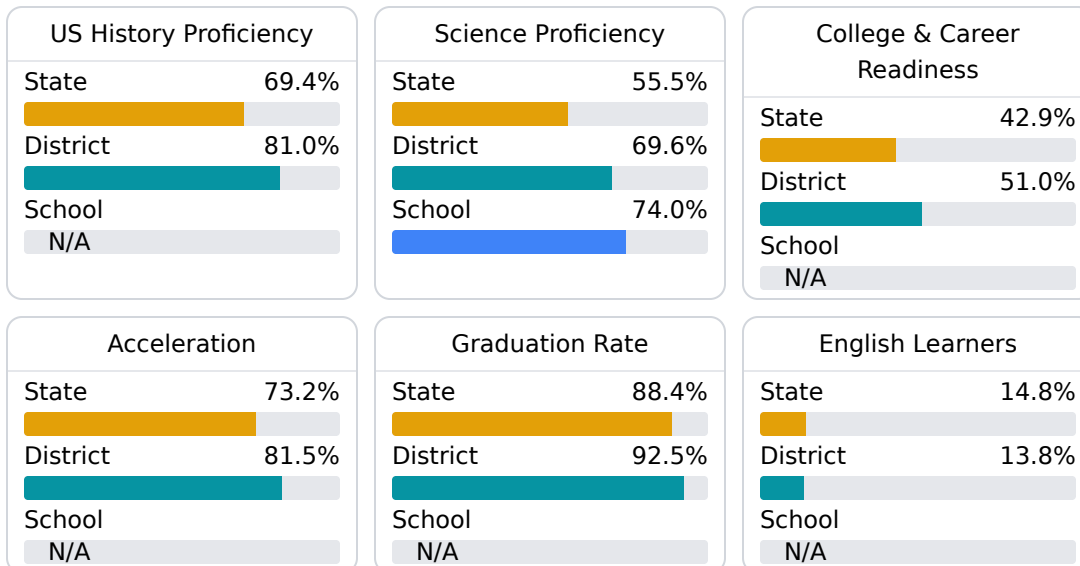 US History Proficiency
State 69.4%
District 81.0%
School
N/A
Science Proficiency
State 55.5%
District 69.6%
School 74.0%
College & Career
Readiness
State 42.9%
District 51.0%
School
N/A
Acceleration
State 73.2%
District 81.5%
School
N/A
Graduation Rate
State 88.4%
District 92.5%
School
N/A
English Learners
State 14.8%
District 13.8%
School
N/A